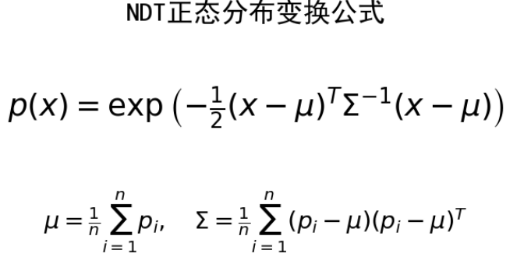 NDT正态分布变换公式
p(x) = exp (−½(x − μ)ᵀΣ⁻¹(x − μ))
μ = 1/n ∑ᵢ₌₁ⁿ pᵢ,  Σ = 1/n ∑ᵢ₌₁ⁿ (pᵢ − μ)(pᵢ − μ)ᵀ